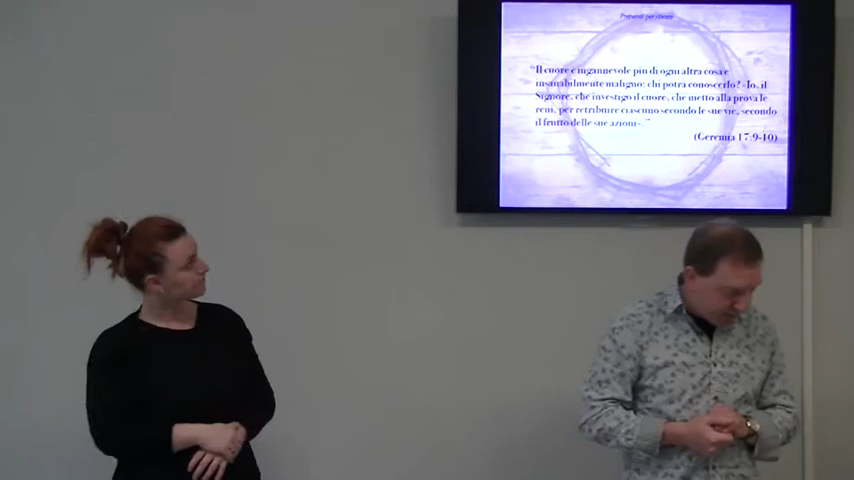 Preparati per vincere
"Il cuore è ingannevole più di ogni altra cosa e
insanabilmente maligno; chi potrà conoscerlo? «Io, il
Signore, che investigo il cuore, che metto alla prova le
reni, per retribuire ciascuno secondo le sue vie, secondo
il frutto delle sue azioni»."
(Geremia 17:9-10)